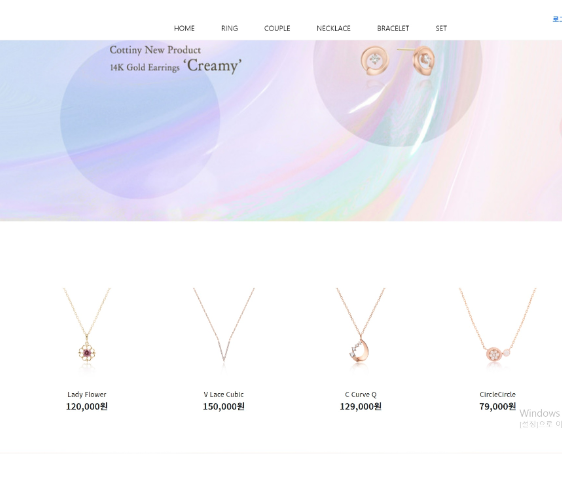 HOME RING COUPLE NECKLACE BRACELET SET
Cottiny New Product
14K Gold Earrings 'Creamy'
Lady Flower V Lace Cubic C Curve Q CircleCircle
120,000원 150,000원 129,000원 79,000원
Windows